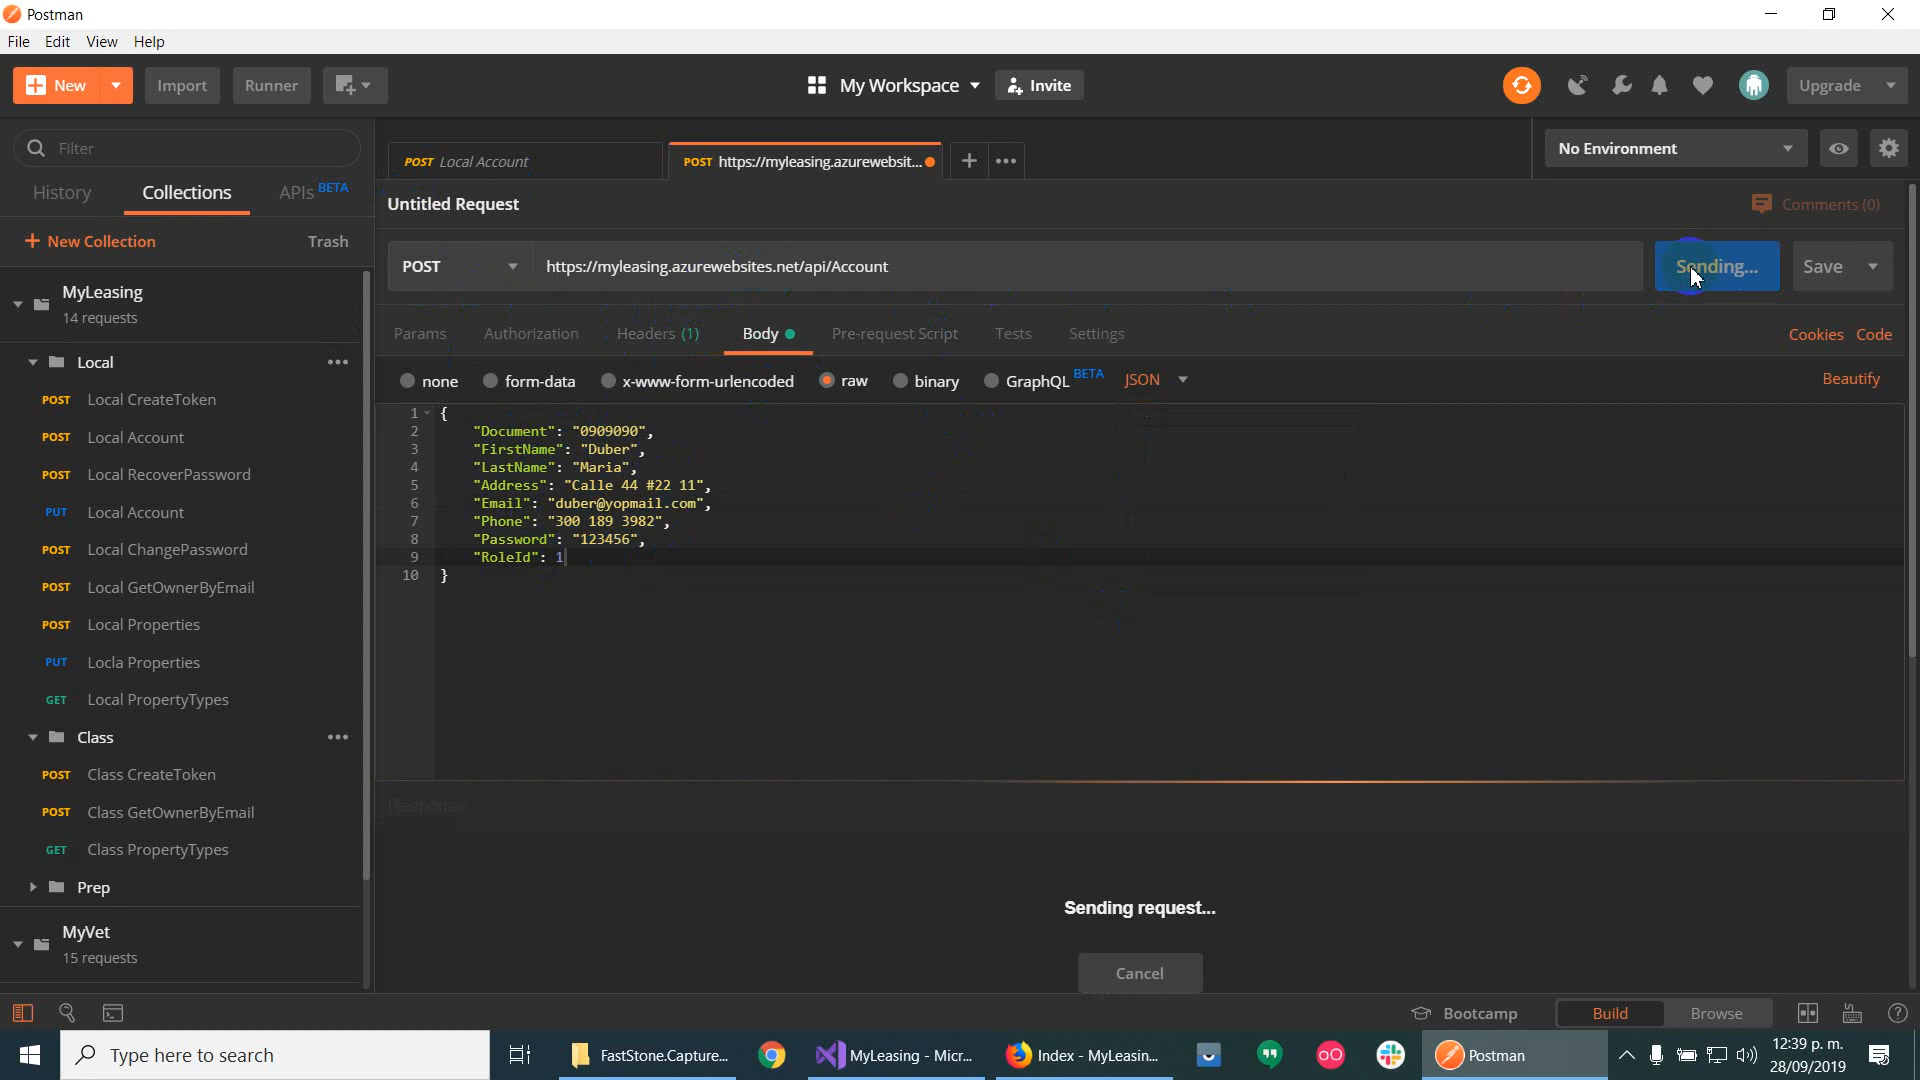 Postman
File Edit View Help
New Import Runner My Workspace Invite Upgrade
Filter
History Collections APIs BETA
New Collection Trash
MyLeasing
14 requests
Local
POST Local CreateToken
POST Local Account
POST Local RecoverPassword
PUT Local Account
POST Local ChangePassword
POST Local GetOwnerByEmail
POST Local Properties
PUT Locla Properties
GET Local PropertyTypes
Class
POST Class CreateToken
POST Class GetOwnerByEmail
GET Class PropertyTypes
Prep
MyVet
15 requests
POST Local Account POST https://myleasing.azurewebsit... No Environment
Untitled Request Comments (0)
POST https://myleasing.azurewebsites.net/api/Account Sending... Save
Params Authorization Headers (1) Body Pre-request Script Tests Settings Cookies Code
none form-data x-www-form-urlencoded raw binary GraphQL BETA JSON Beautify
1 {
2 "Document": "0909090",
3 "FirstName": "Duber",
4 "LastName": "Maria",
5 "Address": "Calle 44 #22 11",
6 "Email": "duber@yopmail.com",
7 "Phone": "300 189 3982",
8 "Password": "123456",
9 "RoleId": 1
10 }
Response
Sending request...
Cancel
Bootcamp Build Browse
Type here to search FastStone.Capture... MyLeasing - Micr... Index - MyLeasin... Postman 12:39 p. m.
28/09/2019